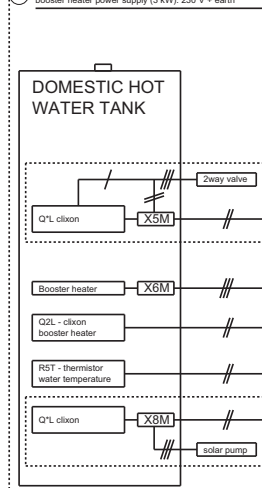 booster heater power supply (3 kW): 230 V + earth
DOMESTIC HOT
WATER TANK
2way valve
Q*L clixon
X5M
Booster heater
X6M
Q2L - clixon
booster heater
R5T - thermistor
water temperature
Q*L clixon
X8M
solar pump